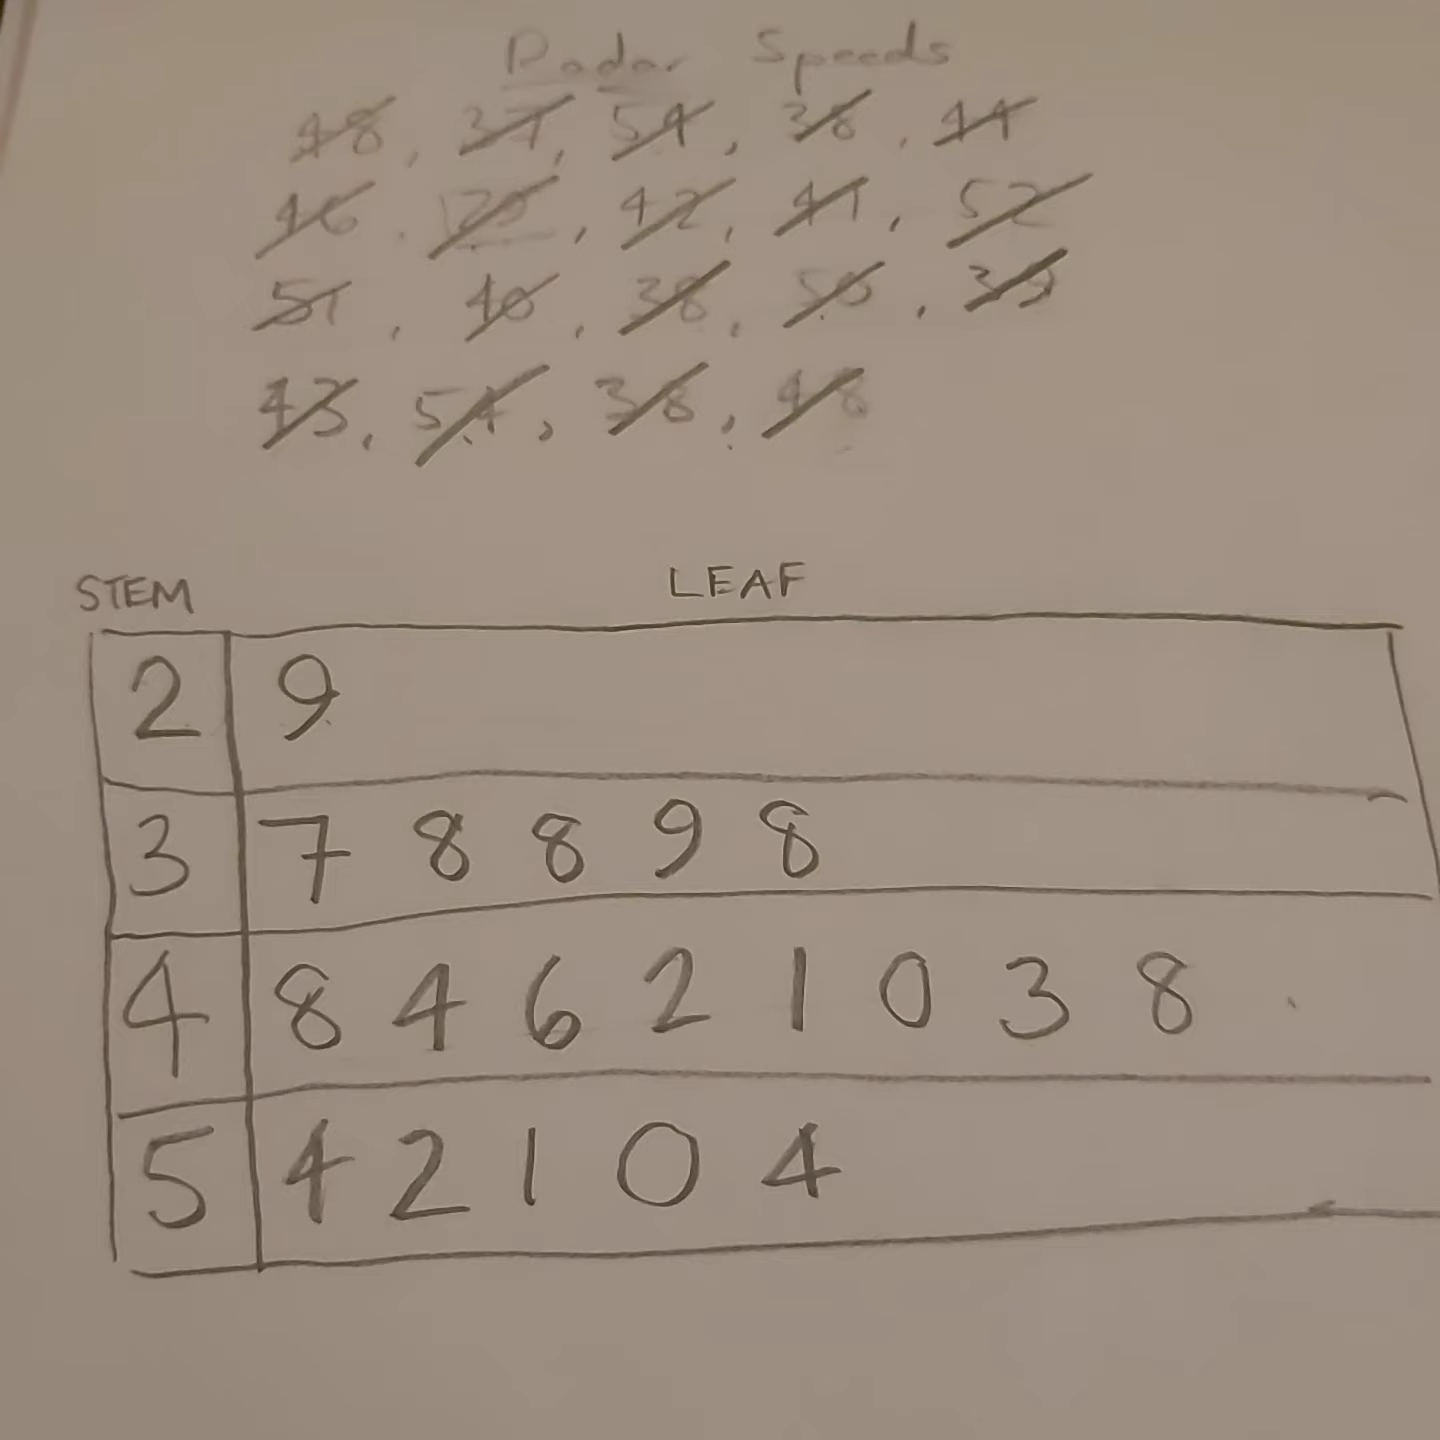 Radar Speeds
48, 37, 54, 38, 44
46, 29, 42, 41, 52
51, 40, 38, 50, 39
43, 54, 38, 48
STEM LEAF
2 9
3 7 8 8 9 8
4 8 4 6 2 1 0 3 8
5 4 2 1 0 4